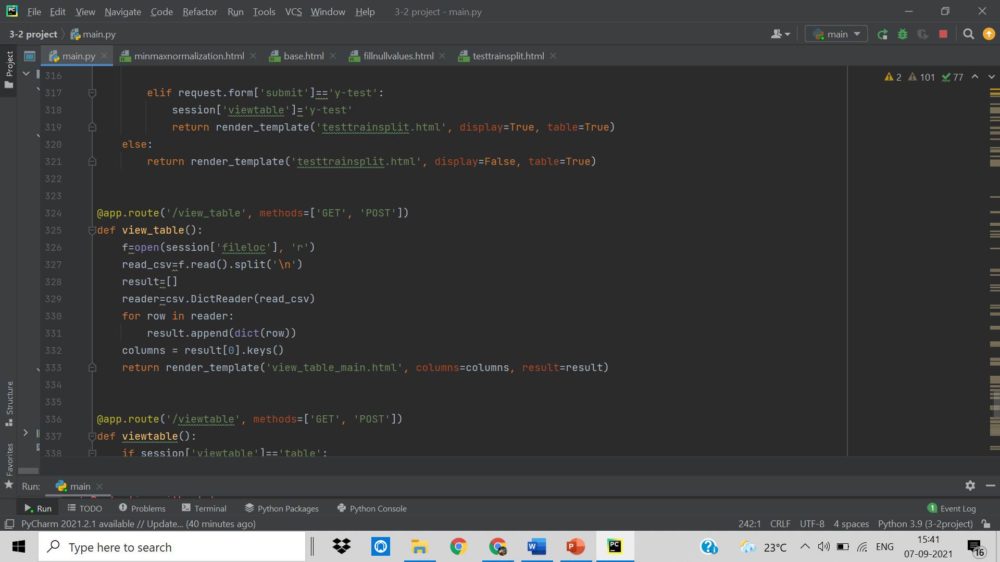 File Edit View Navigate Code Refactor Run Tools VCS Window Help 3-2 project - main.py
3-2 project main.py main
Project
main.py minmaxnormalization.html base.html fillnullvalues.html testtrainsplit.html
2 101 77
316
317 elif request.form['submit']=='y-test':
318 session['viewtable']='y-test'
319 return render_template('testtrainsplit.html', display=True, table=True)
320 else:
321 return render_template('testtrainsplit.html', display=False, table=True)
322
323
324 @app.route('/view_table', methods=['GET', 'POST'])
325 def view_table():
326 f=open(session['fileloc'], 'r')
327 read_csv=f.read().split('\n')
328 result=[]
329 reader=csv.DictReader(read_csv)
330 for row in reader:
331 result.append(dict(row))
332 columns = result[0].keys()
333 return render_template('view_table_main.html', columns=columns, result=result)
334
335
336 @app.route('/viewtable', methods=['GET', 'POST'])
337 def viewtable():
338 if session['viewtable']=='table':
Structure
Favorites
Run: main
Run TODO Problems Terminal Python Packages Python Console 1 Event Log
PyCharm 2021.2.1 available // Update... (40 minutes ago) 242:1 CRLF UTF-8 4 spaces Python 3.9 (3-2project)
Type here to search 23°C ENG 15:41
07-09-2021 16